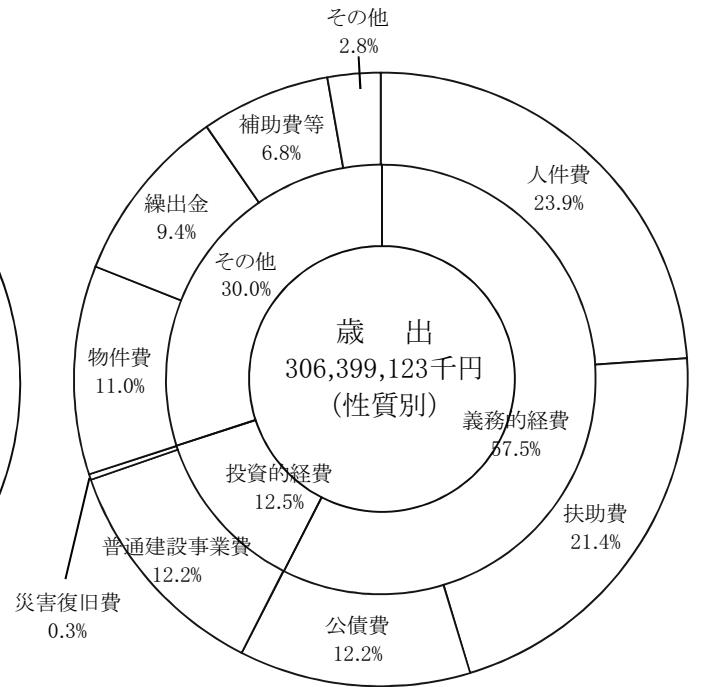 その他
2.8%
補助費等
6.8%
人件費
23.9%
繰出金
9.4%
その他
30.0%
歳 出
306,399,123千円
(性質別)
物件費
11.0%
義務的経費
57.5%
投資的経費
12.5%
扶助費
21.4%
普通建設事業費
12.2%
災害復旧費
0.3%
公債費
12.2%